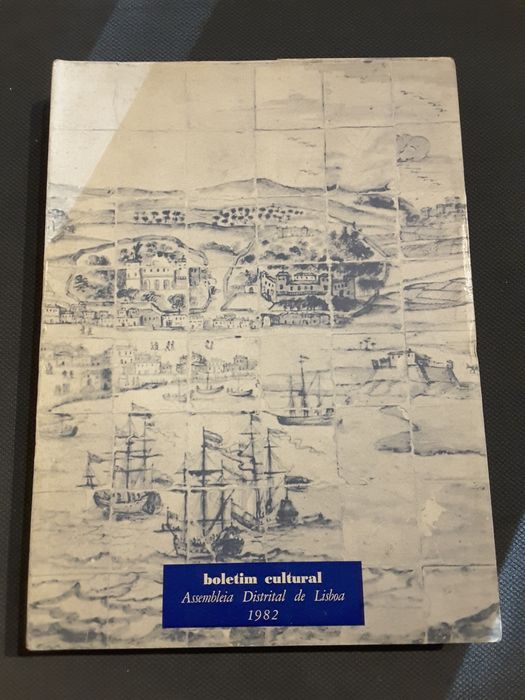 boletim cultural
Assembleia Distrital de Lisboa
1982